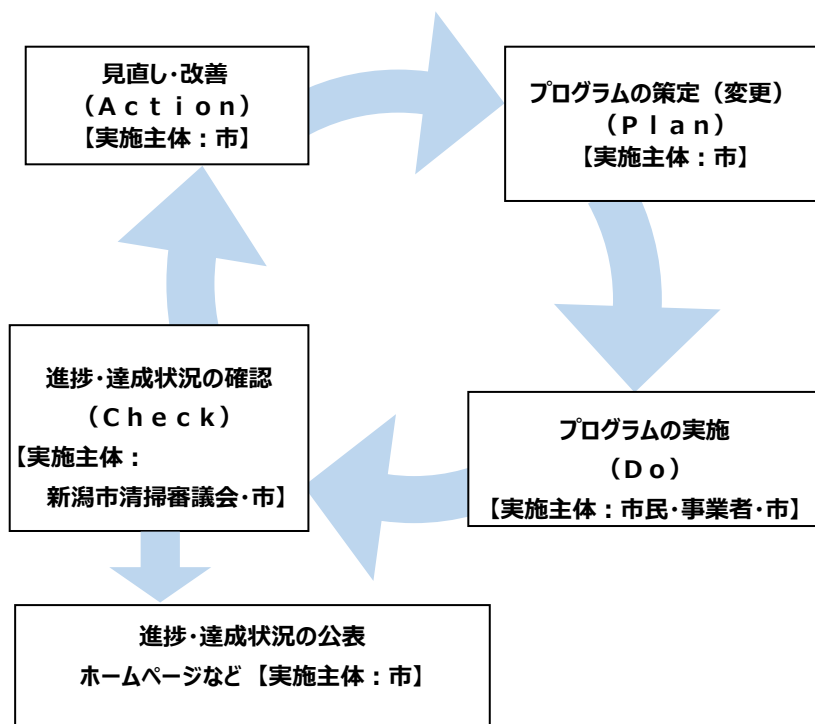 見直し・改善
(Action)
【実施主体:市】
プログラムの策定(変更)
(Plan)
【実施主体:市】
プログラムの実施
(Do)
【実施主体:市民・事業者・市】
進捗・達成状況の確認
(Check)
【実施主体:
新潟市清掃審議会・市】
進捗・達成状況の公表
ホームページなど【実施主体:市】